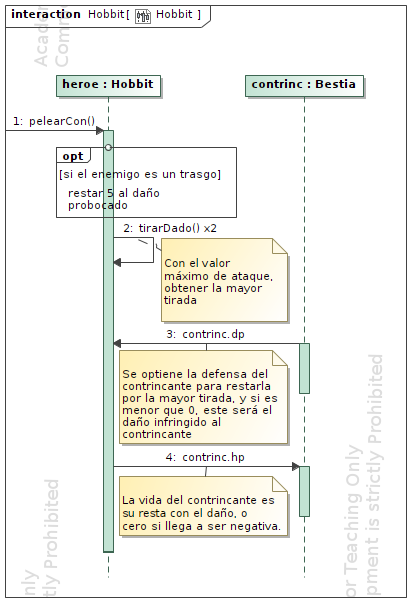 interaction Hobbit[ Hobbit ]
Acade
Comm
heroe : Hobbit
contrinc : Bestia
1: pelearCon()
opt
[si el enemigo es un trasgo]
restar 5 al daño
probocado
2: tirarDado() x2
Con el valor
máximo de ataque,
obtener la mayor
tirada
3: contrinc.dp
Se optiene la defensa del
contrincante para restarla
por la mayor tirada, y si es
menor que 0, este será el
daño infringido al
contrincante
4: contrinc.hp
La vida del contrincante es
su resta con el daño, o
cero si llega a ser negativa.
nly
tly Prohibited
or Teaching Only
pment is strictly Prohibited